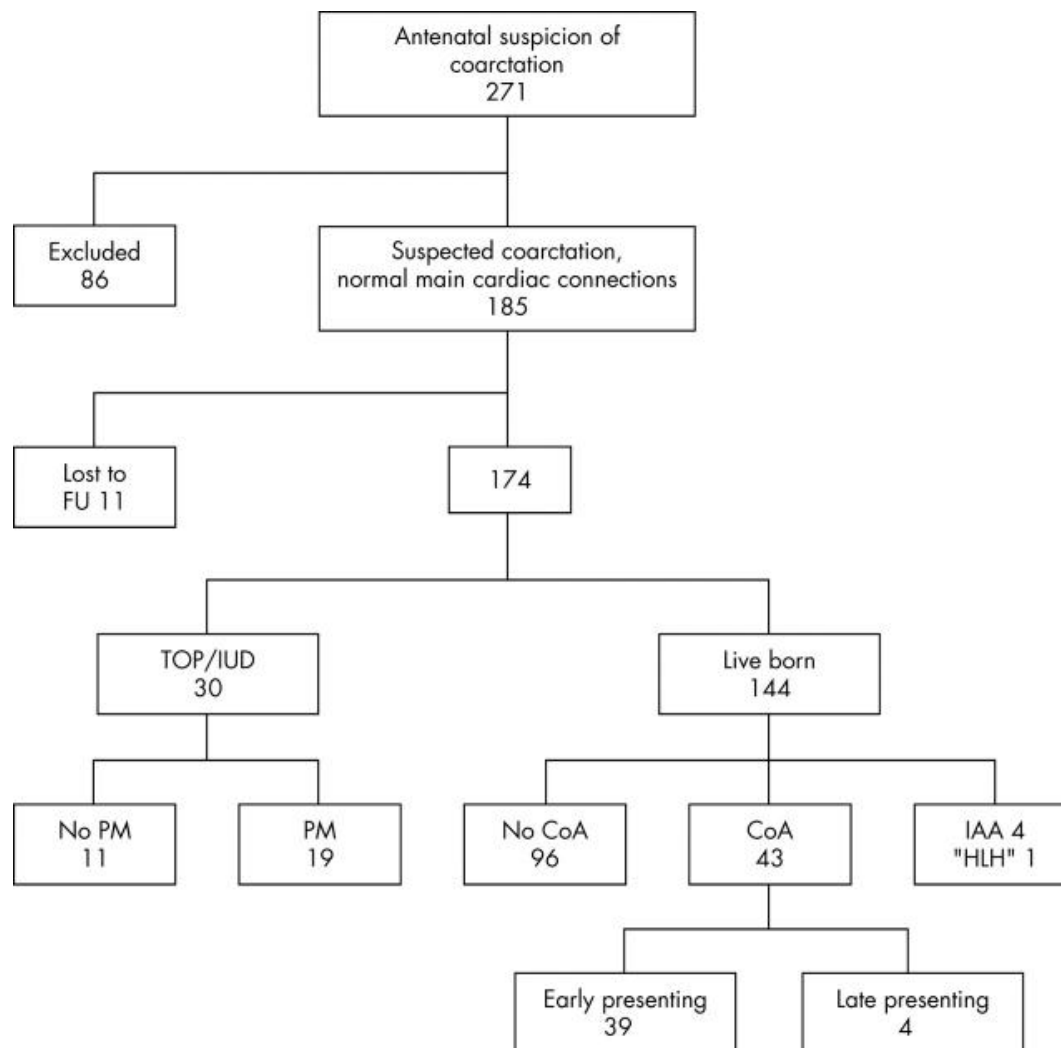 Antenatal suspicion of
coarctation
271
Excluded
86
Suspected coarctation,
normal main cardiac connections
185
Lost to
FU 11
174
TOP/IUD
30
Live born
144
No PM
11
PM
19
No CoA
96
CoA
43
IAA 4
"HLH" 1
Early presenting
39
Late presenting
4